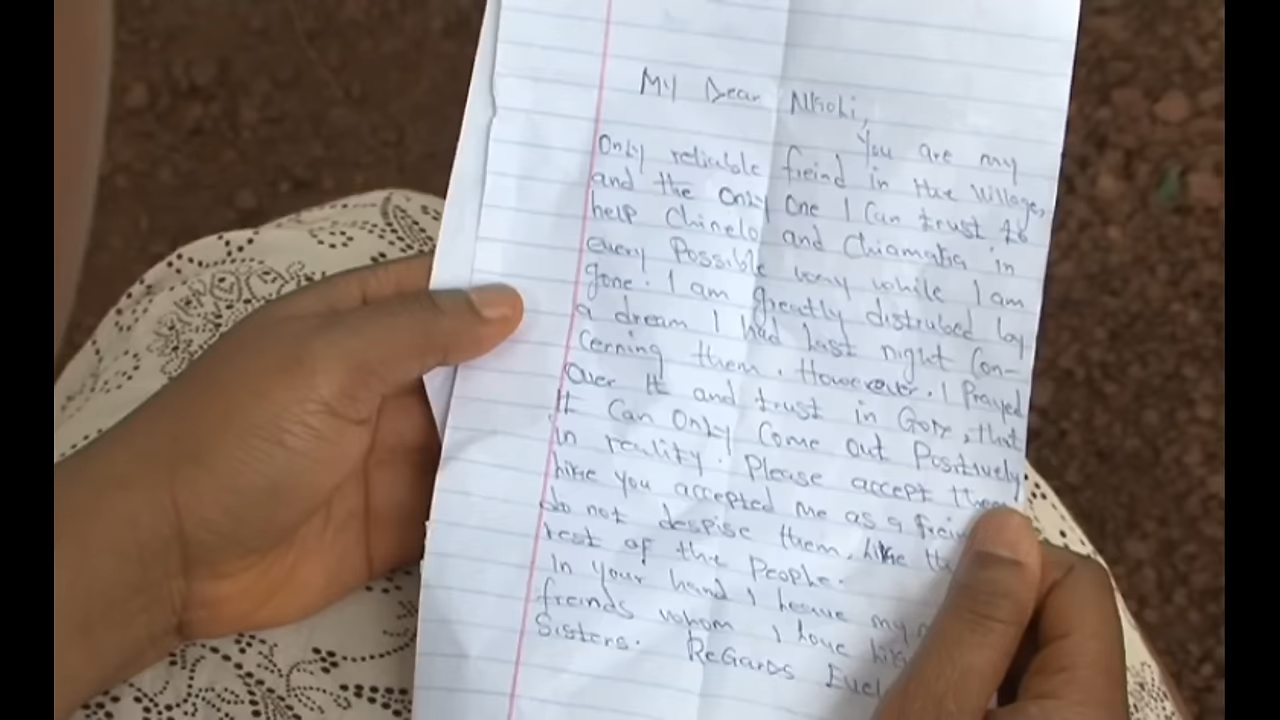 My Dear Nkoli,
You are my
Only reliable freind in the Village,
and the Only One I Can trust to
help Chinelo and Chiamaka in
every Possible way while I am
gone. I am greatly distrubed by
a dream I had last night Con-
cerning them. However, I Prayed
Over It and trust in God, that
It Can Only Come out Positively
in reality. Please accept them
like you accepted me as a
do not despise them, like
rest of the People.
In your hand I leave my
freinds whom I love like
Sisters. ReGards